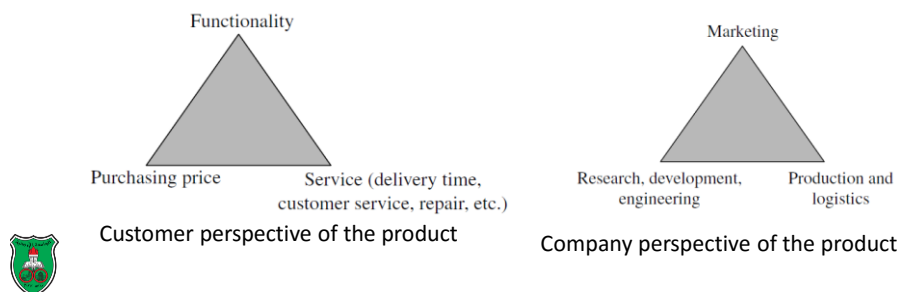 Functionality
Purchasing price
Service (delivery time,
customer service, repair, etc.)
Customer perspective of the product
Marketing
Research, development,
engineering
Production and
logistics
Company perspective of the product